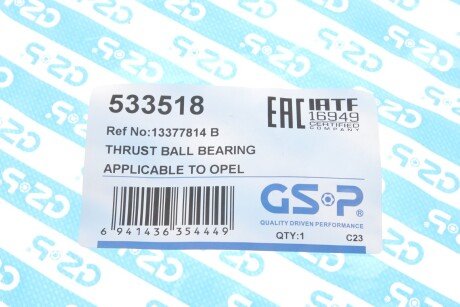 533518
Ref No:13377814 B
THRUST BALL BEARING
APPLICABLE TO OPEL
6 941436 354449
EAC IATF
16949
CERTIFIED
COMPANY
GSP®
QUALITY DRIVEN PERFORMANCE
QTY:1 C23